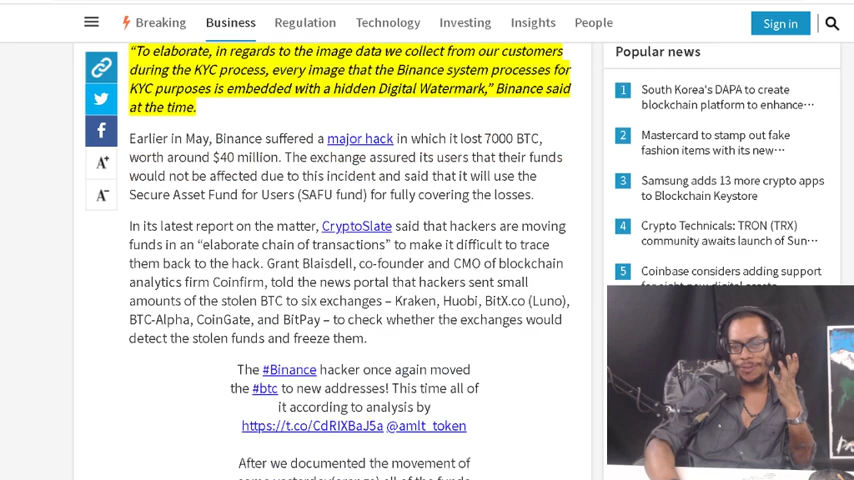 Breaking Business Regulation Technology Investing Insights People Sign in
“To elaborate, in regards to the image data we collect from our customers
during the KYC process, every image that the Binance system processes for
KYC purposes is embedded with a hidden Digital Watermark,” Binance said
at the time.
Earlier in May, Binance suffered a major hack in which it lost 7000 BTC,
worth around $40 million. The exchange assured its users that their funds
would not be affected due to this incident and said that it will use the
Secure Asset Fund for Users (SAFU fund) for fully covering the losses.
In its latest report on the matter, CryptoSlate said that hackers are moving
funds in an “elaborate chain of transactions” to make it difficult to trace
them back to the hack. Grant Blaisdell, co-founder and CMO of blockchain
analytics firm Coinfirm, told the news portal that hackers sent small
amounts of the stolen BTC to six exchanges – Kraken, Huobi, BitX.co (Luno),
BTC-Alpha, CoinGate, and BitPay – to check whether the exchanges would
detect the stolen funds and freeze them.
The #Binance hacker once again moved
the #btc to new addresses! This time all of
it according to analysis by
https://t.co/CdRIXBaJ5a @amlt_token
After we documented the movement of
A+
A-
Popular news
1 South Korea's DAPA to create
blockchain platform to enhance···
2 Mastercard to stamp out fake
fashion items with its new···
3 Samsung adds 13 more crypto apps
to Blockchain Keystore
4 Crypto Technicals: TRON (TRX)
community awaits launch of Sun···
5 Coinbase considers adding support